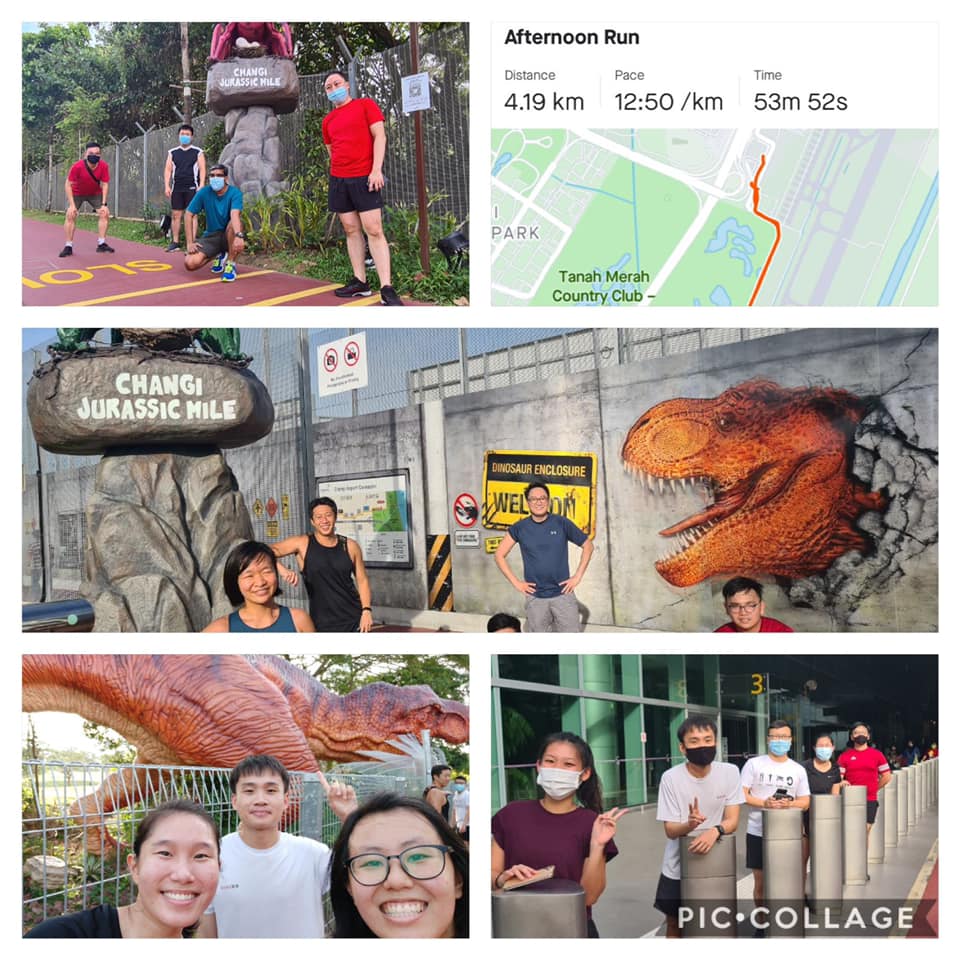 CHANGI
JURASSIC MILE
SLOW
Afternoon Run
Distance
Pace
Time
4.19 km
12:50 /km
53m 52s
PARK
Tanah Merah
Country Club –
CHANGI
JURASSIC MILE
DINOSAUR ENCLOSURE
3
PIC•COLLAGE